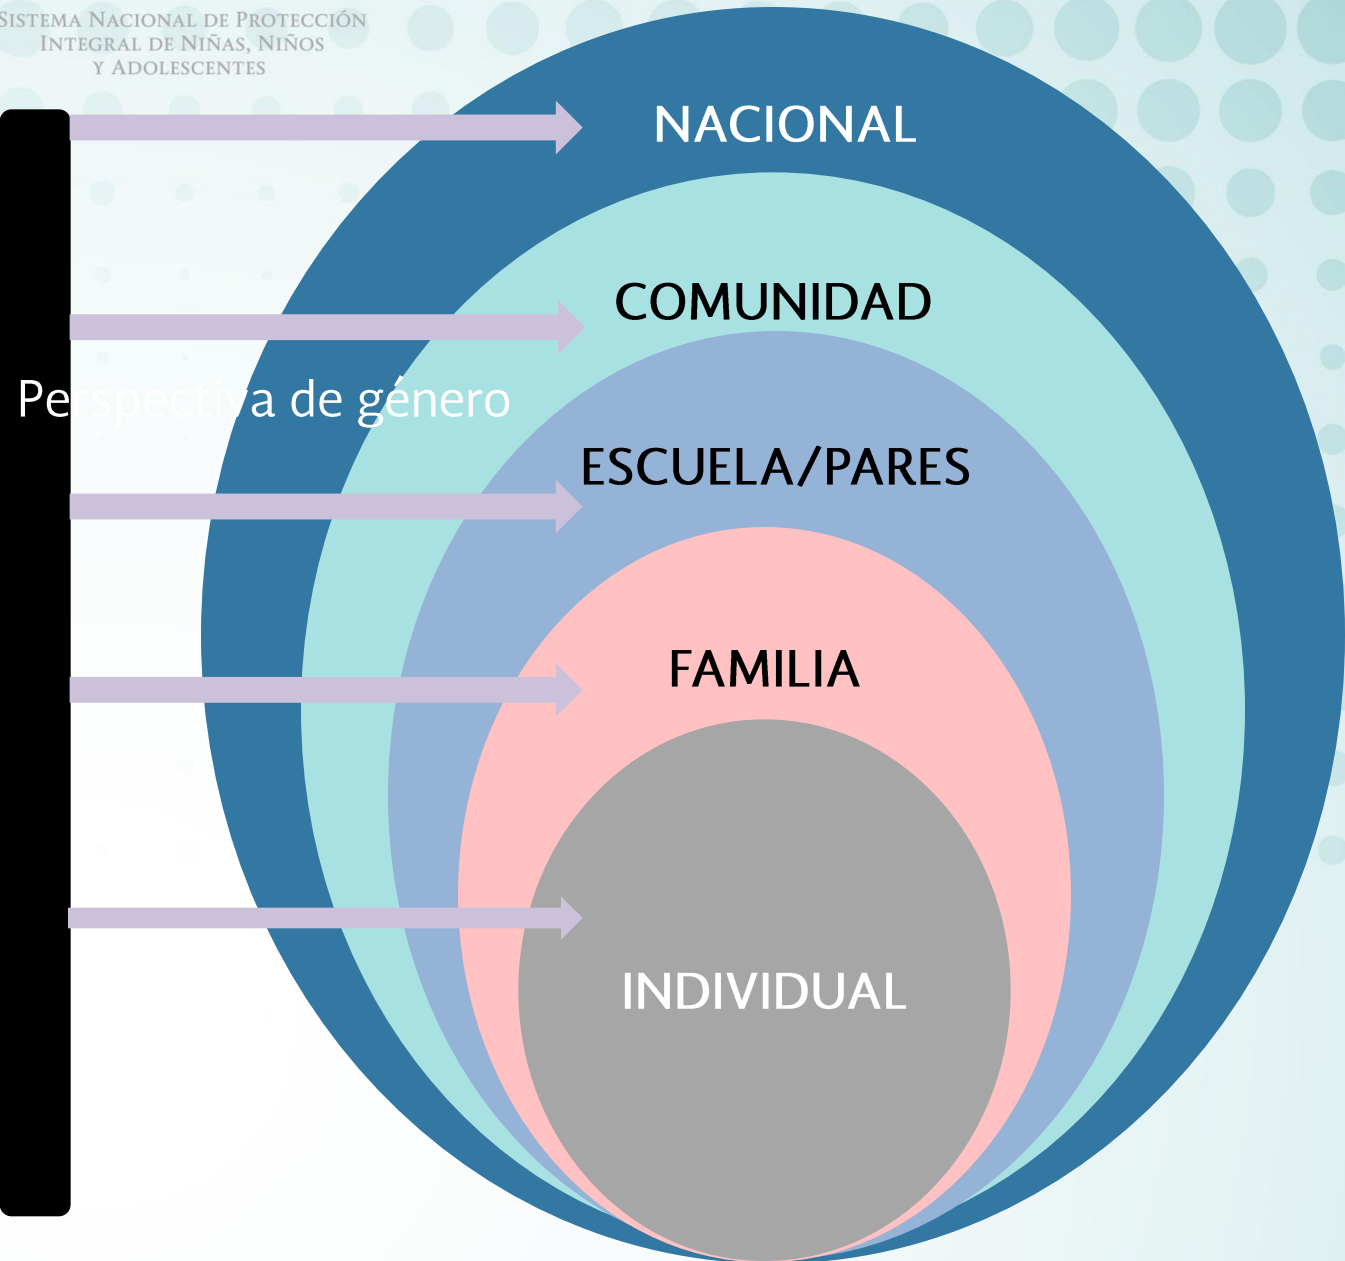 SISTEMA NACIONAL DE PROTECCIÓN
INTEGRAL DE NIÑAS, NIÑOS
Y ADOLESCENTES
NACIONAL
COMUNIDAD
Perspectiva de género
ESCUELA/PARES
FAMILIA
INDIVIDUAL